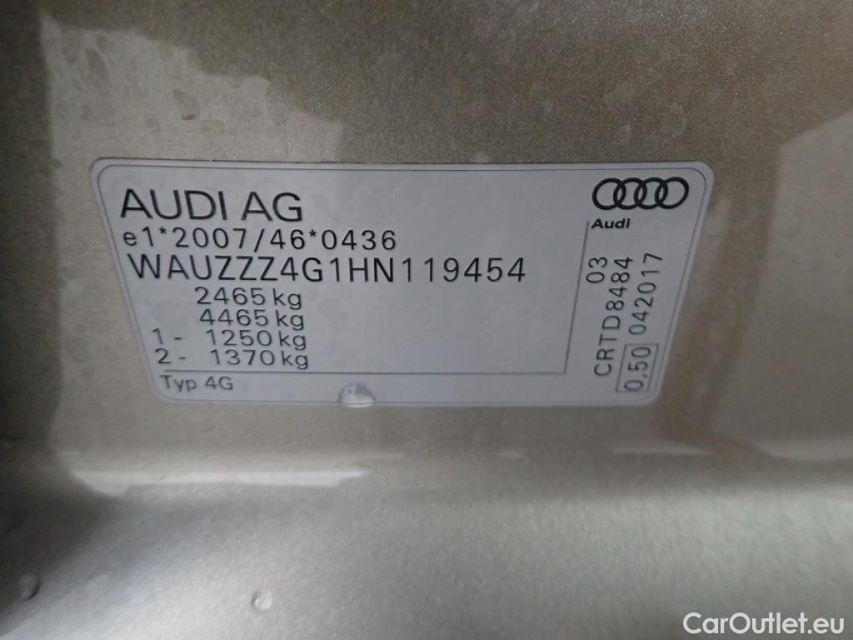 AUDI AG
e1*2007/46*0436
WAUZZZ4G1HN119454
2465 kg
4465 kg
1 - 1250 kg
2 - 1370 kg
Typ 4G
Audi
03
CRTD8484
0,50 042017
CarOutlet.eu